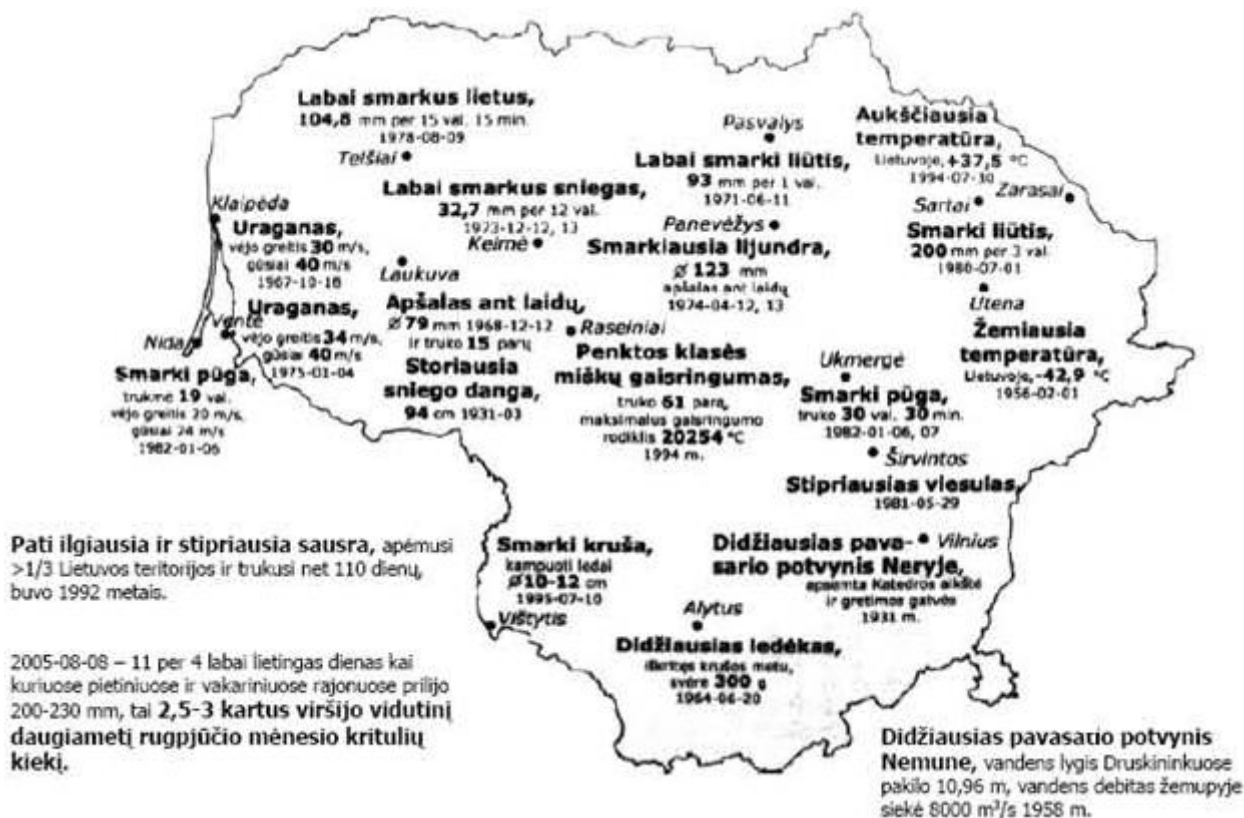 Labai smarkus lietus,
104,8 mm per 15 val. 15 min.
1978-08-09
Telšiai
Pasvalys
Labai smarki liūtis,
93 mm per 1 val.
1971-06-11
Aukščiausia
temperatūra,
Lietuvoje, +37,5 °C
1994-07-30
Zarasai
Labai smarkus sniegas,
32,7 mm per 12 val.
1973-12-12, 13
Kelmė
Panevėžys
Smarkiausia lijundra,
Ø 123 mm
apšalas ant laidų
1974-04-12, 13
Sartai
Smarki liūtis,
200 mm per 3 val.
1980-07-01
Klaipėda
Uraganas,
vėjo greitis 30 m/s,
gūsiai 40 m/s
1967-10-18
Laukuva
Apšalas ant laidų,
Ø 79 mm 1968-12-12
ir truko 15 parų
Storiausia
sniego danga,
94 cm 1931-03
Utena
Žemiausia
temperatūra,
Lietuvoje, -42,9 °C
1956-02-01
Ventė
Uraganas,
vėjo greitis 34 m/s,
gūsiai 40 m/s
1975-01-04
Nida
Smarki pūga,
trukmė 19 val.
vėjo greitis 20 m/s,
gūsiai 24 m/s
1982-01-06
Raseiniai
Penktos klasės
miškų gaisringumas,
truko 61 parą,
maksimalus gaisringumo
rodiklis 20254 °C
1994 m.
Ukmergė
Smarki pūga,
truko 30 val. 30 min.
1982-01-06, 07
Širvintos
Stipriausias viesulas,
1981-05-29
Pati ilgiausia ir stipriausia sausra, apėmusi
>1/3 Lietuvos teritorijos ir trukusi net 110 dienų,
buvo 1992 metais.
Smarki kruša,
kampuoti ledai
Ø 10-12 cm
1995-07-10
Vištytis
Vilnius
Didžiausias pava-
sario potvynis Neryje,
apsemta Katedros aikštė
ir gretimos gatvės
1931 m.
Alytus
Didžiausias ledėkas,
iškritęs krušos metu,
svėrė 300 g
1964-06-20
2005-08-08 – 11 per 4 labai lietingas dienas kai
kuriuose pietiniuose ir vakariniuose rajonuose prilijo
200-230 mm, tai 2,5-3 kartus viršijo vidutinį
daugiametį rugpjūčio mėnesio kritulių
kiekį.
Didžiausias pavasario potvynis
Nemune, vandens lygis Druskininkuose
pakilo 10,96 m, vandens debitas žemupyje
siekė 8000 m³/s 1958 m.